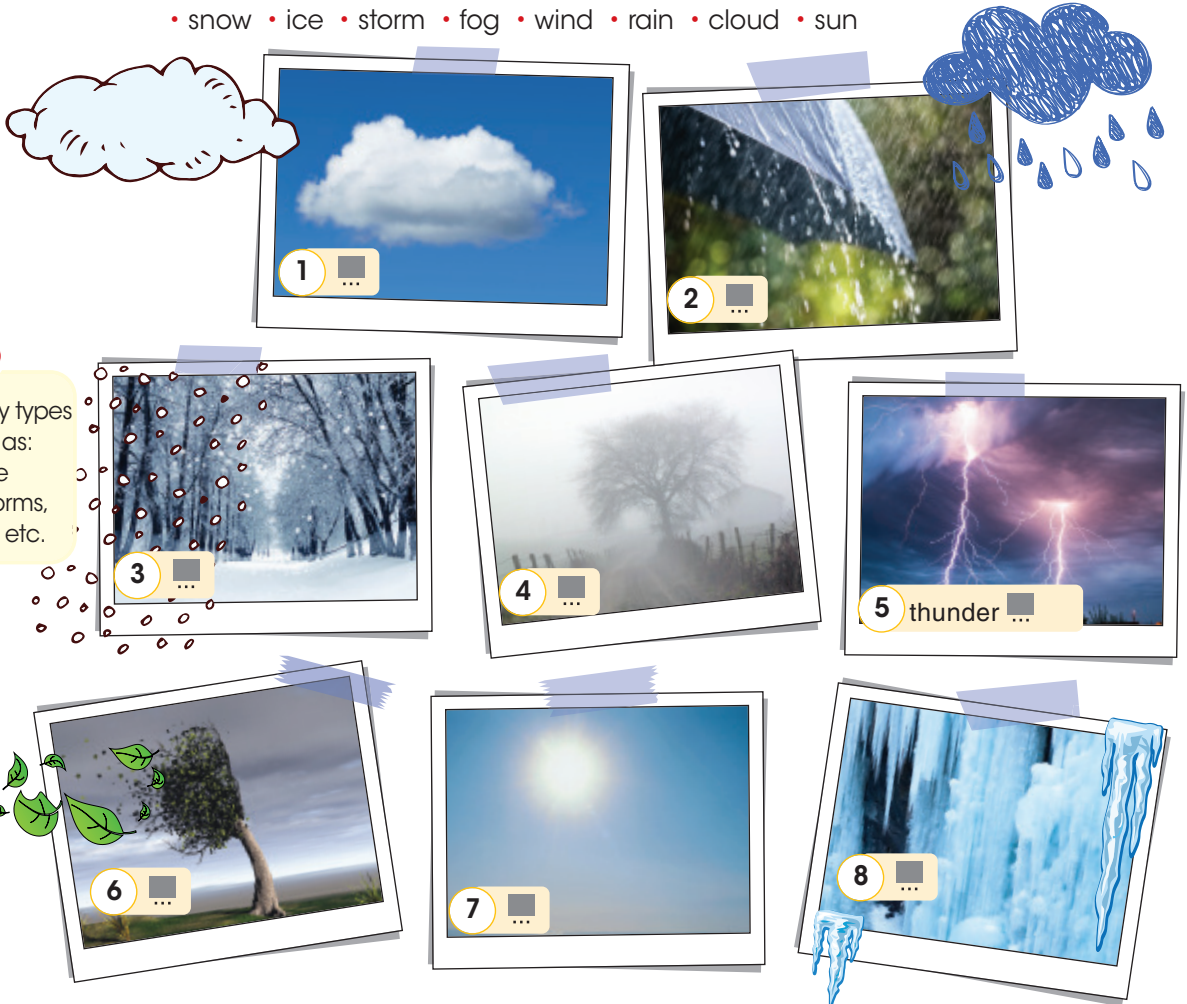 • snow • ice • storm • fog • wind • rain • cloud • sun
1 ...
2 ...
y types
as:
e
orms,
etc.
3 ...
4 ...
5 thunder ...
6 ...
7 ...
8 ...